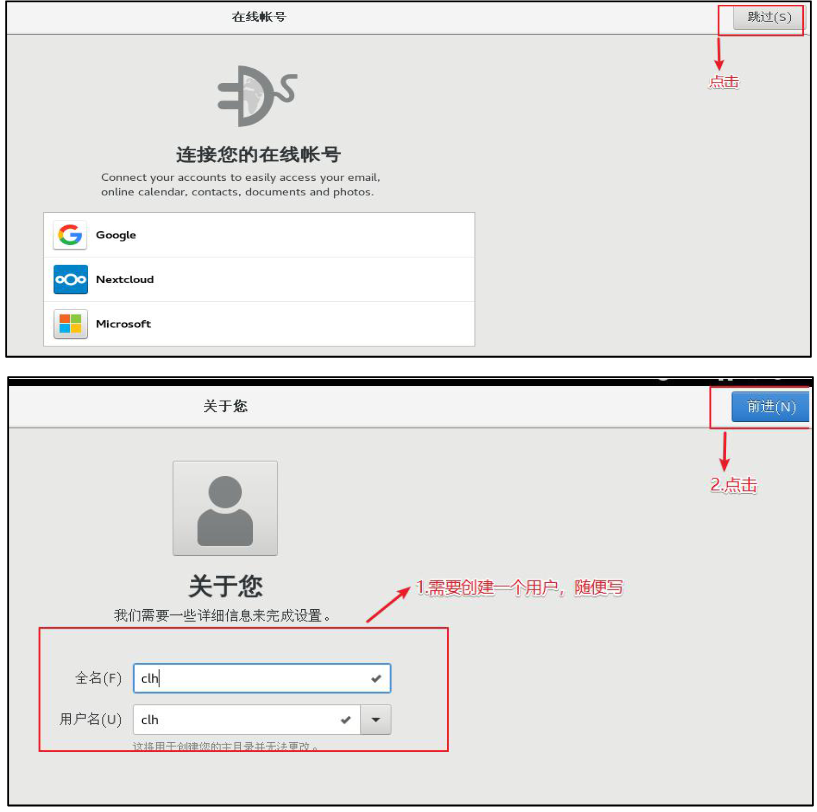 在线帐号
跳过(S)
点击
连接您的在线帐号
Connect your accounts to easily access your email,
online calendar, contacts, documents and photos.
Google
Nextcloud
Microsoft
关于您
前进(N)
2.点击
关于您
1.需要创建一个用户，随便写
我们需要一些详细信息来完成设置。
全名(F) clh
用户名(U) clh
这将用于创建您的主目录并无法更改。